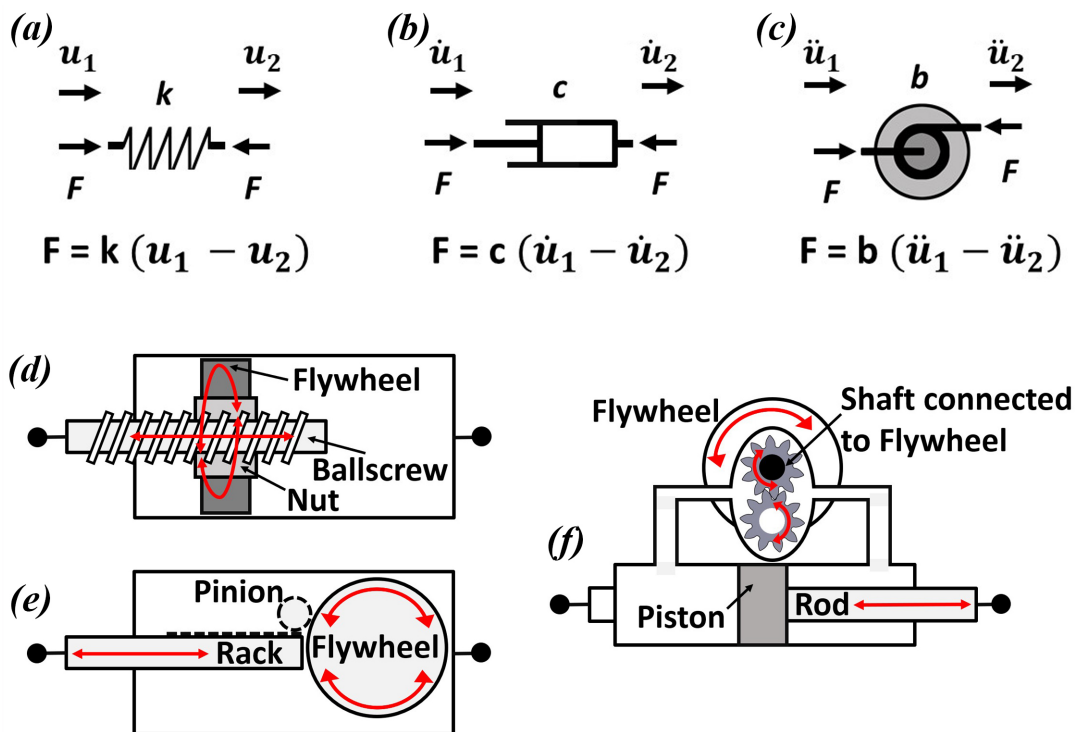 (a) (b) (c)
u₁ u₂ u̇₁ u̇₂ ü₁ ü₂
k c b
F F F F F F
F = k (u₁ − u₂) F = c (u̇₁ − u̇₂) F = b (ü₁ − ü₂)
(d)
Flywheel
Ballscrew
Nut
(e)
Pinion
Rack
Flywheel
(f)
Flywheel
Shaft connected
to Flywheel
Piston
Rod